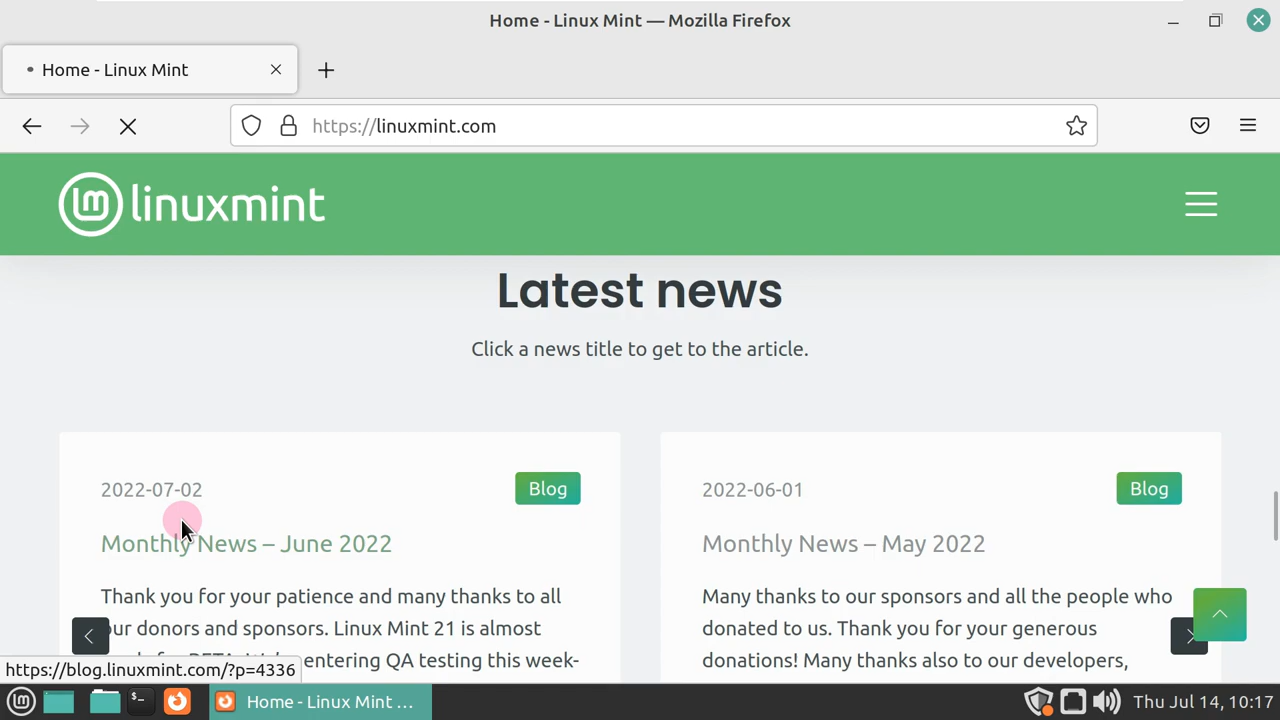 Home - Linux Mint — Mozilla Firefox
Home - Linux Mint
https://linuxmint.com
lm linuxmint
Latest news
Click a news title to get to the article.
2022-07-02
Blog
Monthly News – June 2022
Thank you for your patience and many thanks to all
our donors and sponsors. Linux Mint 21 is almost
entering QA testing this week-
2022-06-01
Blog
Monthly News – May 2022
Many thanks to our sponsors and all the people who
donated to us. Thank you for your generous
donations! Many thanks also to our developers,
https://blog.linuxmint.com/?p=4336
Home - Linux Mint ...
Thu Jul 14, 10:17